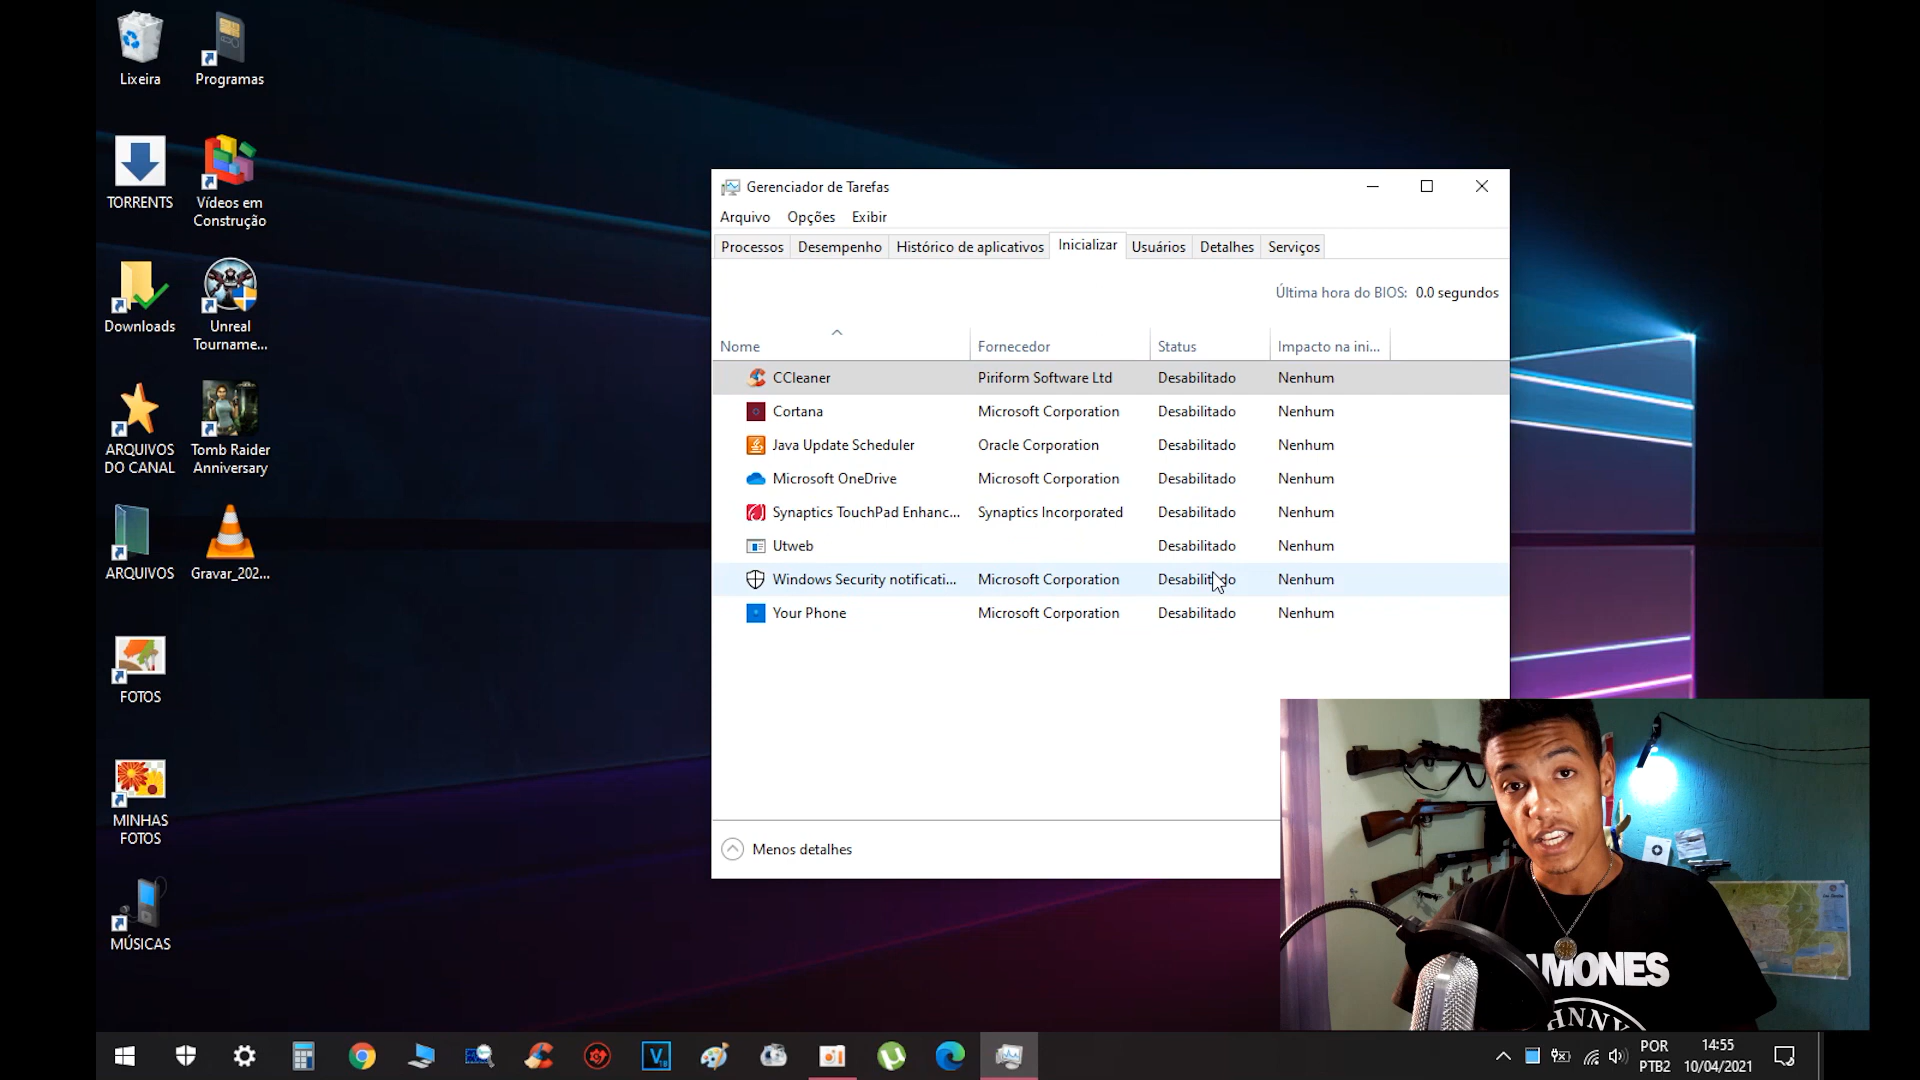 Lixeira
Programas
TORRENTS
Vídeos em
Construção
Downloads
Unreal
Tourname...
ARQUIVOS
DO CANAL
Tomb Raider
Anniversary
ARQUIVOS
Gravar_202...
FOTOS
MINHAS
FOTOS
MÚSICAS
Gerenciador de Tarefas
Arquivo Opções Exibir
Processos Desempenho Histórico de aplicativos Inicializar Usuários Detalhes Serviços
Última hora do BIOS: 0.0 segundos
Nome Fornecedor Status Impacto na ini...
CCleaner Piriform Software Ltd Desabilitado Nenhum
Cortana Microsoft Corporation Desabilitado Nenhum
Java Update Scheduler Oracle Corporation Desabilitado Nenhum
Microsoft OneDrive Microsoft Corporation Desabilitado Nenhum
Synaptics TouchPad Enhanc... Synaptics Incorporated Desabilitado Nenhum
Utweb Desabilitado Nenhum
Windows Security notificati... Microsoft Corporation Desabilitado Nenhum
Your Phone Microsoft Corporation Desabilitado Nenhum
Menos detalhes
AMONES
HNNY
POR
PTB2
14:55
10/04/2021